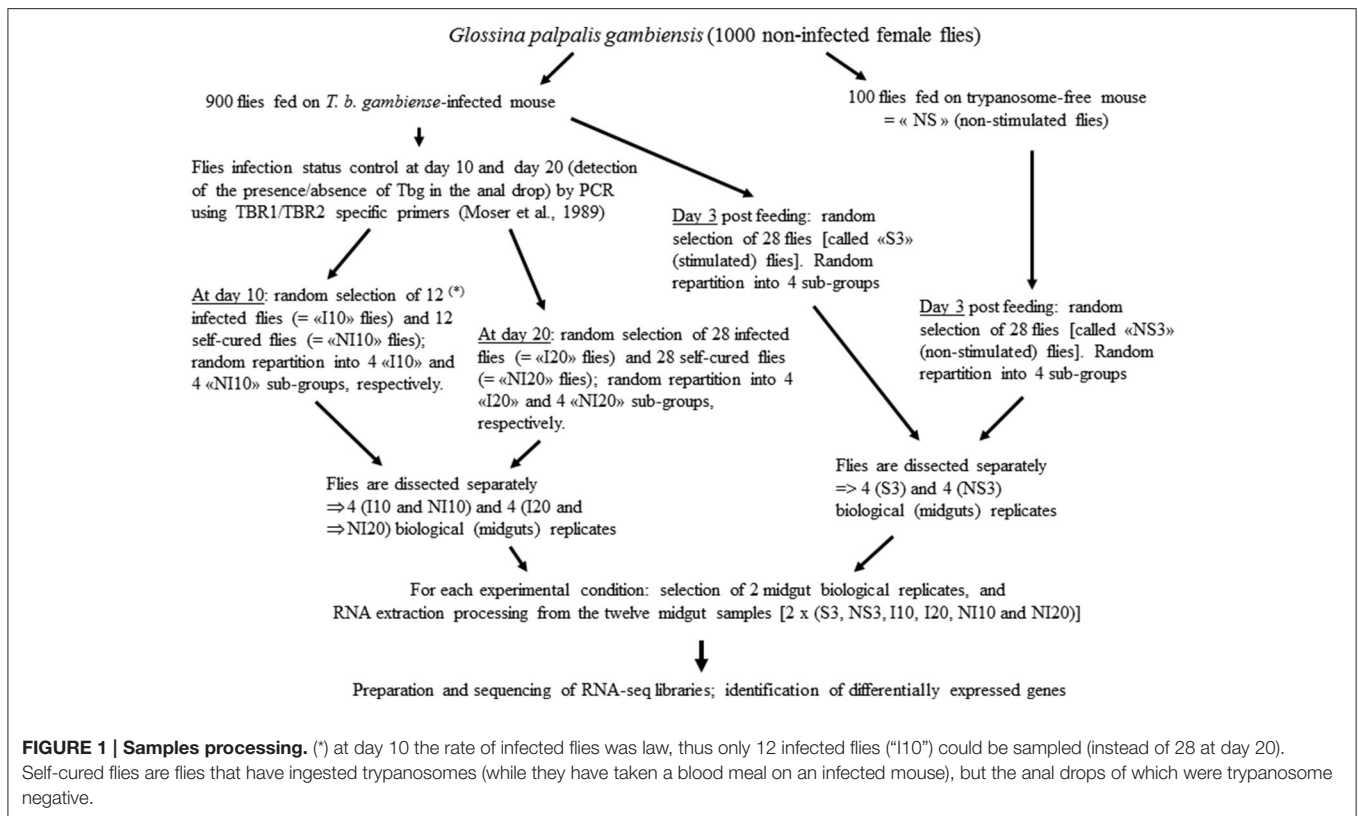 Glossina palpalis gambiensis (1000 non-infected female flies)
900 flies fed on T. b. gambiense-infected mouse
100 flies fed on trypanosome-free mouse
= « NS » (non-stimulated flies)
Flies infection status control at day 10 and day 20 (detection
of the presence/absence of Tbg in the anal drop) by PCR
using TBR1/TBR2 specific primers (Moser et al., 1989)
Day 3 post feeding: random
selection of 28 flies [called «S3»
(stimulated) flies]. Random
repartition into 4 sub-groups
At day 10: random selection of 12 (*)
infected flies (= «I10» flies) and 12
self-cured flies (= «NI10» flies);
random repartition into 4 «I10» and
4 «NI10» sub-groups, respectively.
At day 20: random selection of 28 infected
flies (= «I20» flies) and 28 self-cured flies
(= «NI20» flies); random repartition into 4
«I20» and 4 «NI20» sub-groups,
respectively.
Day 3 post feeding: random
selection of 28 flies [called «NS3»
(non-stimulated) flies]. Random
repartition into 4 sub-groups
Flies are dissected separately
⇒ 4 (I10 and NI10) and 4 (I20 and
⇒ NI20) biological (midguts) replicates
Flies are dissected separately
=> 4 (S3) and 4 (NS3)
biological (midguts) replicates
For each experimental condition: selection of 2 midgut biological replicates, and
RNA extraction processing from the twelve midgut samples [2 x (S3, NS3, I10, I20, NI10 and NI20)]
Preparation and sequencing of RNA-seq libraries; identification of differentially expressed genes
FIGURE 1 | Samples processing. (*) at day 10 the rate of infected flies was law, thus only 12 infected flies ("I10") could be sampled (instead of 28 at day 20).
Self-cured flies are flies that have ingested trypanosomes (while they have taken a blood meal on an infected mouse), but the anal drops of which were trypanosome
negative.